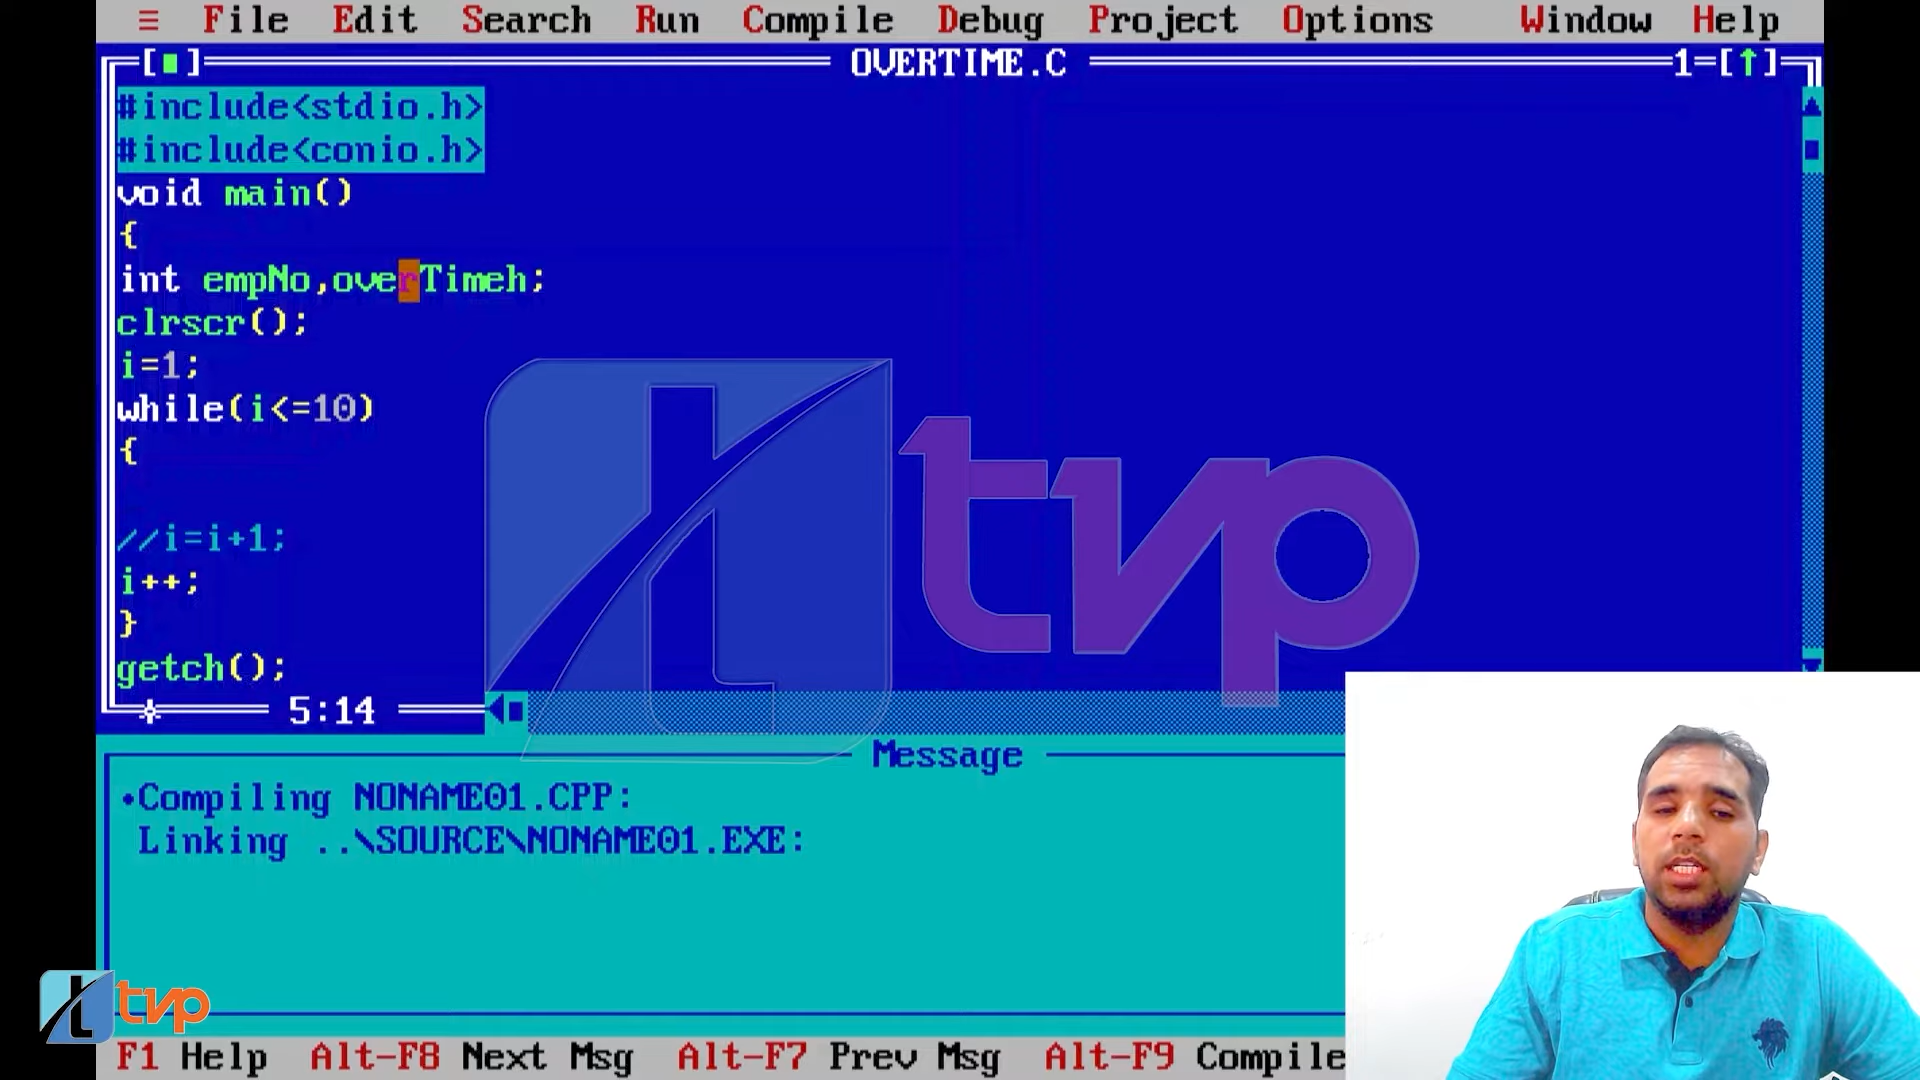 ≡ File Edit Search Run Compile Debug Project Options Window Help
[■] OVERTIME.C 1=[↑]
#include<stdio.h>
#include<conio.h>
void main()
{
int empNo,overTimeh;
clrscr();
i=1;
while(i<=10)
{
//i=i+1;
i++;
}
getch();
5:14
tvp
Message
•Compiling NONAME01.CPP:
Linking ..\SOURCE\NONAME01.EXE:
tvp
F1 Help Alt-F8 Next Msg Alt-F7 Prev Msg Alt-F9 Compile